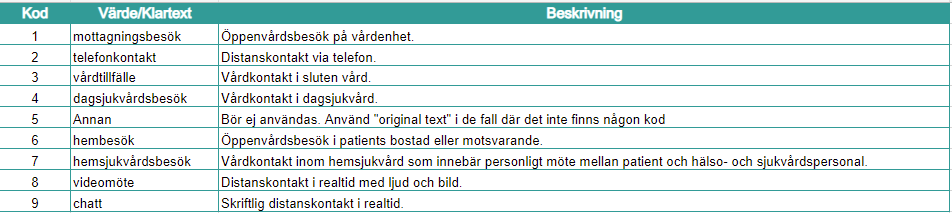 Kod Värde/Klartext Beskrivning
1 mottagningsbesök Öppenvårdsbesök på vårdenhet.
2 telefonkontakt Distanskontakt via telefon.
3 vårdtillfälle Vårdkontakt i sluten vård.
4 dagsjukvårdsbesök Vårdkontakt i dagsjukvård.
5 Annan Bör ej användas. Använd "original text" i de fall där det inte finns någon kod
6 hembesök Öppenvårdsbesök i patients bostad eller motsvarande.
7 hemsjukvårdsbesök Vårdkontakt inom hemsjukvård som innebär personligt möte mellan patient och hälso- och sjukvårdspersonal.
8 videomöte Distanskontakt i realtid med ljud och bild.
9 chatt Skriftlig distanskontakt i realtid.